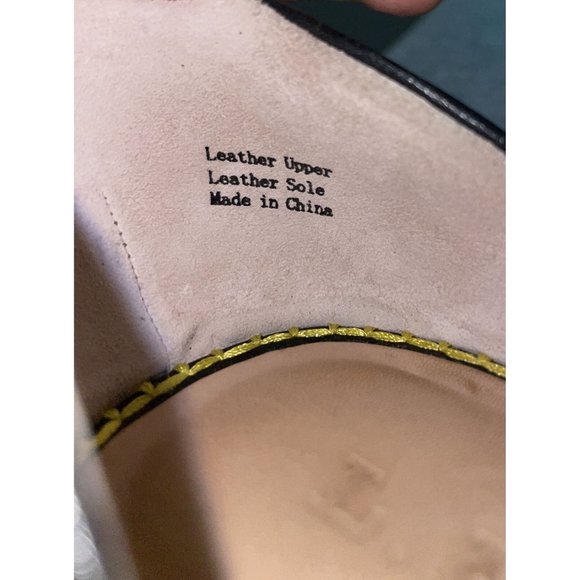 Leather Upper
Leather Sole
Made in China